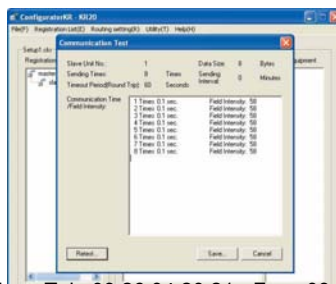 ConfiguratorKR - KR20
File(F) Registration List(E) Routing setting(R) Utility(T) Help(H)
Setup1.ckr
Communication Test
Registration
Slave Unit No.: 1 Data Size: 8 Bytes
Sending Times: 8 Times Sending Interval: 0 Minutes
Timeout Period(Round Trip): 60 Seconds
master
Communication Time /Field Intensity:
1 Times 0.1 sec. Field Intensity: 58
2 Times 0.1 sec. Field Intensity: 58
3 Times 0.1 sec. Field Intensity: 58
4 Times 0.1 sec. Field Intensity: 58
5 Times 0.1 sec. Field Intensity: 58
6 Times 0.1 sec. Field Intensity: 58
7 Times 0.1 sec. Field Intensity: 58
8 Times 0.1 sec. Field Intensity: 58
Retest... Save... Cancel